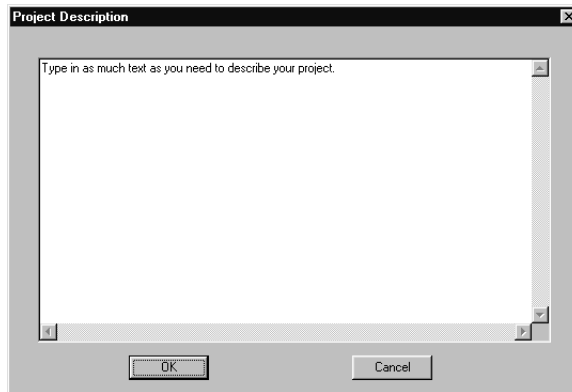 Project Description
Type in as much text as you need to describe your project.
OK
Cancel